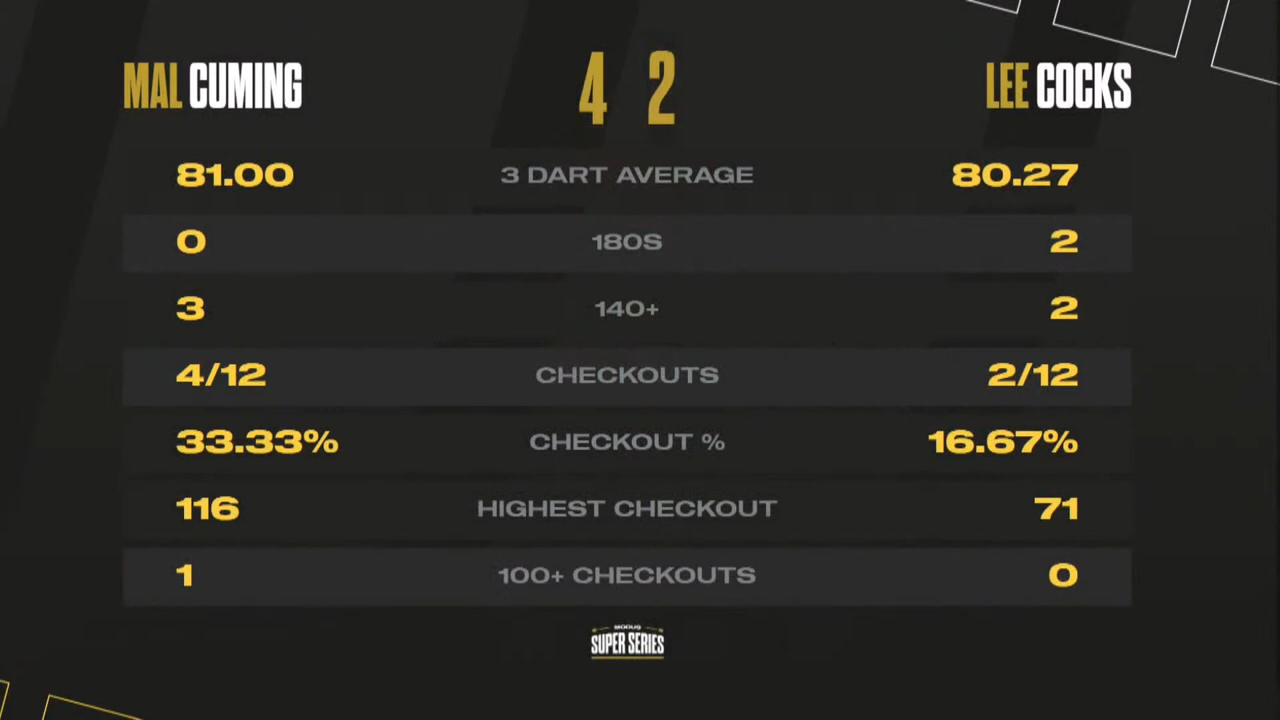 MAL CUMING 4 2 LEE COCKS
81.00 3 DART AVERAGE 80.27
0 180S 2
3 140+ 2
4/12 CHECKOUTS 2/12
33.33% CHECKOUT % 16.67%
116 HIGHEST CHECKOUT 71
1 100+ CHECKOUTS 0
MODUS
SUPER SERIES